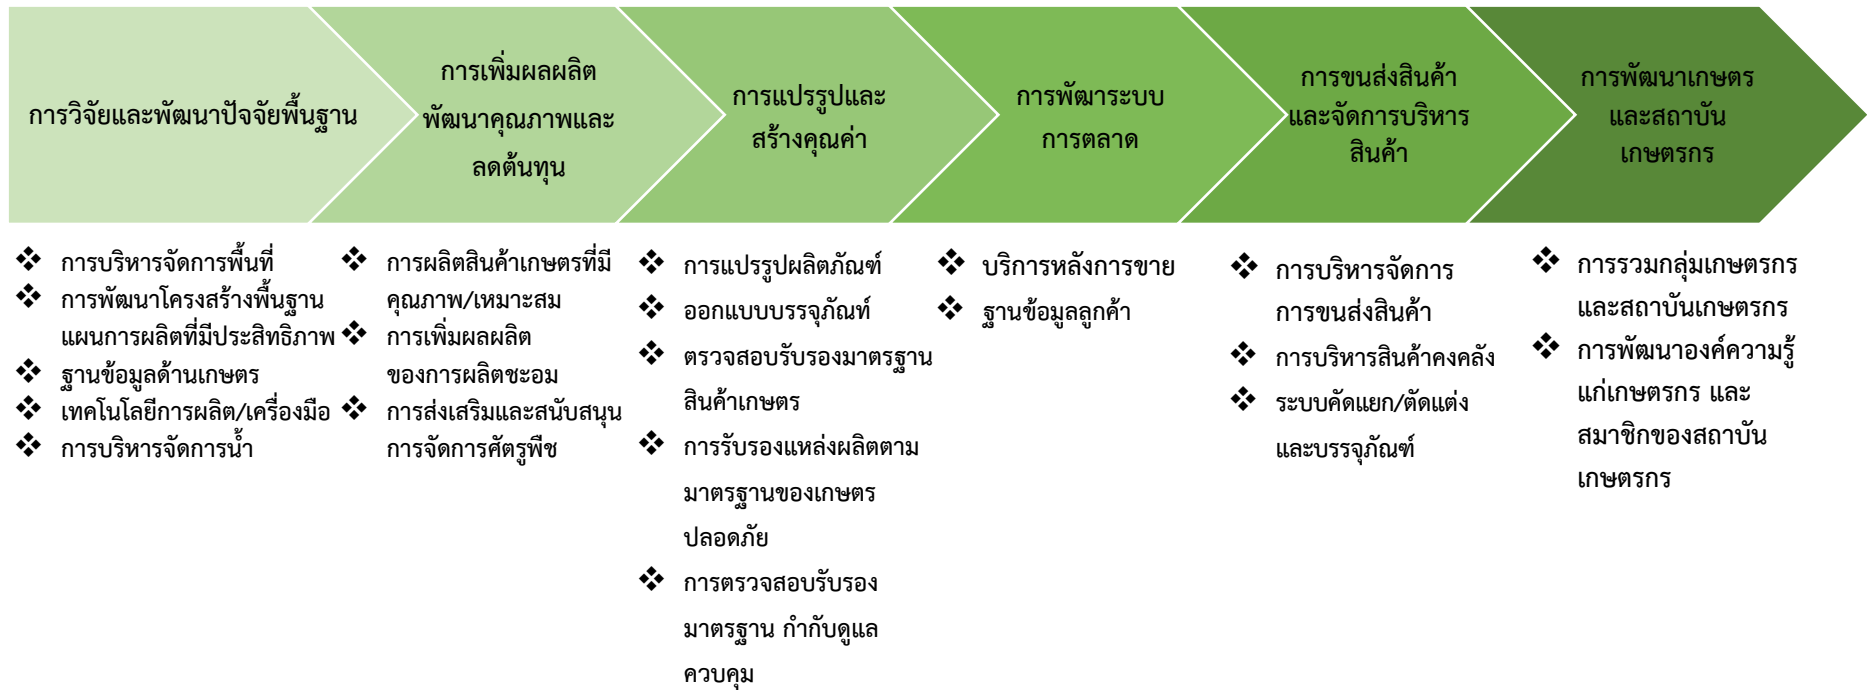 การวิจัยและพัฒนาปัจจัยพื้นฐาน
การเพิ่มผลผลิต
พัฒนาคุณภาพและ
ลดต้นทุน
การแปรรูปและ
สร้างคุณค่า
การพัฒาระบบ
การตลาด
การขนส่งสินค้า
และจัดการบริหาร
สินค้า
การพัฒนาเกษตร
และสถาบัน
เกษตรกร
❖ การบริหารจัดการพื้นที่
❖ การพัฒนาโครงสร้างพื้นฐาน
แผนการผลิตที่มีประสิทธิภาพ
❖ ฐานข้อมูลด้านเกษตร
❖ เทคโนโลยีการผลิต/เครื่องมือ
❖ การบริหารจัดการน้ำ
❖ การผลิตสินค้าเกษตรที่มี
คุณภาพ/เหมาะสม
❖ การเพิ่มผลผลิต
ของการผลิตชะอม
❖ การส่งเสริมและสนับสนุน
การจัดการศัตรูพืช
❖ การแปรรูปผลิตภัณฑ์
❖ ออกแบบบรรจุภัณฑ์
❖ ตรวจสอบรับรองมาตรฐาน
สินค้าเกษตร
❖ การรับรองแหล่งผลิตตาม
มาตรฐานของเกษตร
ปลอดภัย
❖ การตรวจสอบรับรอง
มาตรฐาน กำกับดูแล
ควบคุม
❖ บริการหลังการขาย
❖ ฐานข้อมูลลูกค้า
❖ การบริหารจัดการ
การขนส่งสินค้า
❖ การบริหารสินค้าคงคลัง
❖ ระบบคัดแยก/ตัดแต่ง
และบรรจุภัณฑ์
❖ การรวมกลุ่มเกษตรกร
และสถาบันเกษตรกร
❖ การพัฒนาองค์ความรู้
แก่เกษตรกร และ
สมาชิกของสถาบัน
เกษตรกร